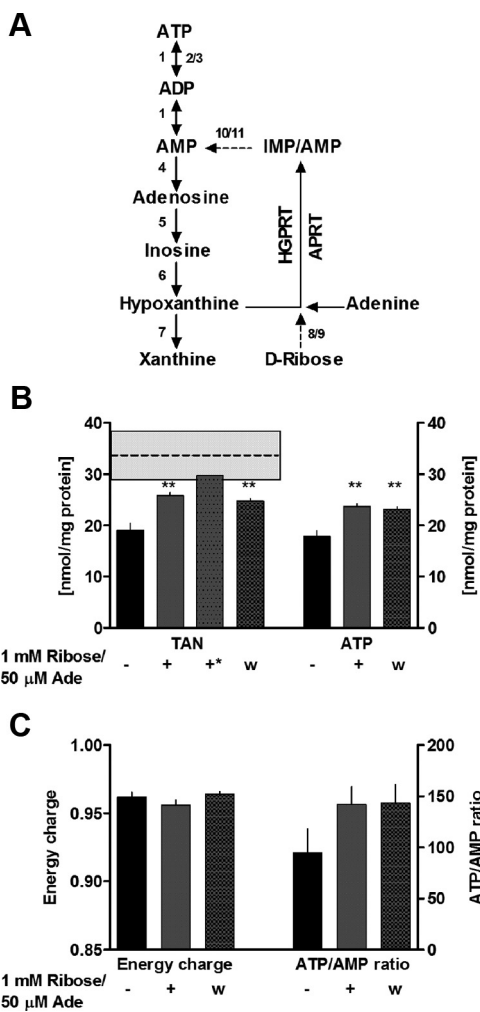 A
ATP
1 2/3
ADP
1
AMP 10/11 IMP/AMP
4
Adenosine
5
HGPRT
APRT
Inosine
6
Hypoxanthine Adenine
7 8/9
Xanthine D-Ribose
B
40 40
30 30
20 20
10 10
0 0
[nmol/mg protein] [nmol/mg protein]
** ** ** **
TAN ATP
1 mM Ribose/
50 μM Ade
- + +* w - + w
C
1.00 200
0.95 150
100
0.90
50
0.85 0
Energy charge ATP/AMP ratio
Energy charge ATP/AMP ratio
1 mM Ribose/
50 μM Ade
- + w - + w